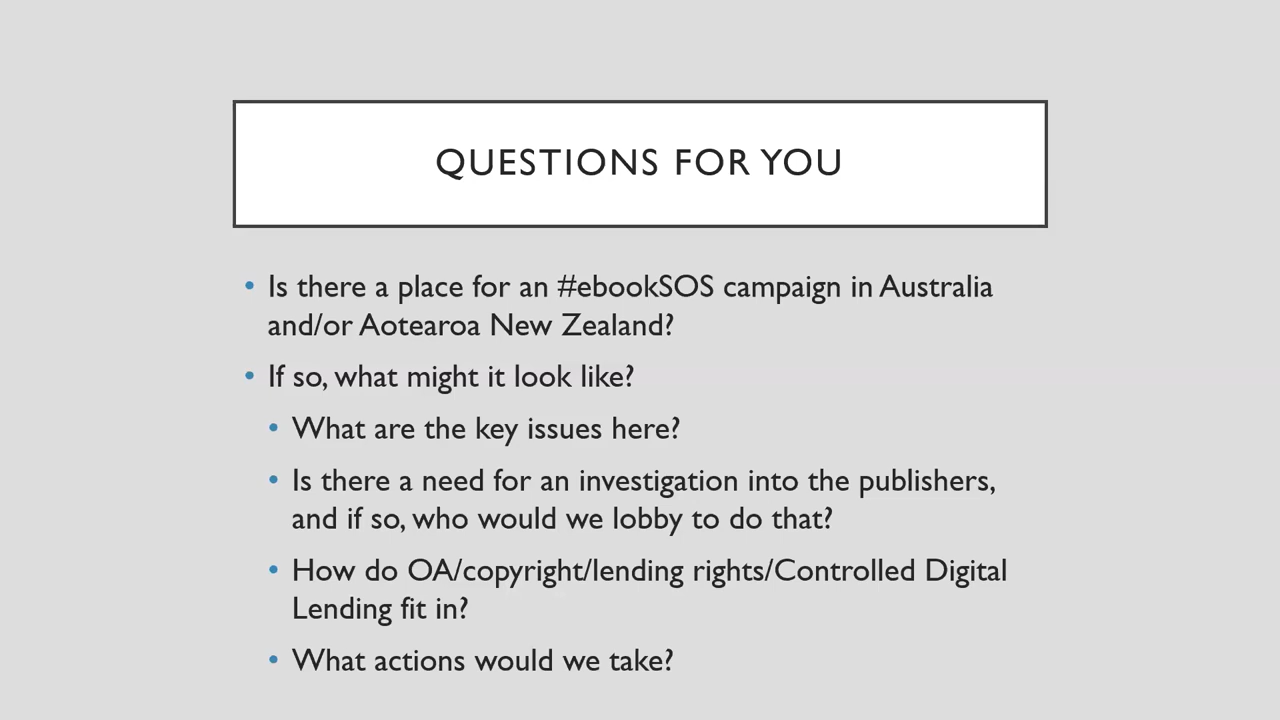 QUESTIONS FOR YOU
• Is there a place for an #ebookSOS campaign in Australia
and/or Aotearoa New Zealand?
• If so, what might it look like?
• What are the key issues here?
• Is there a need for an investigation into the publishers,
and if so, who would we lobby to do that?
• How do OA/copyright/lending rights/Controlled Digital
Lending fit in?
• What actions would we take?